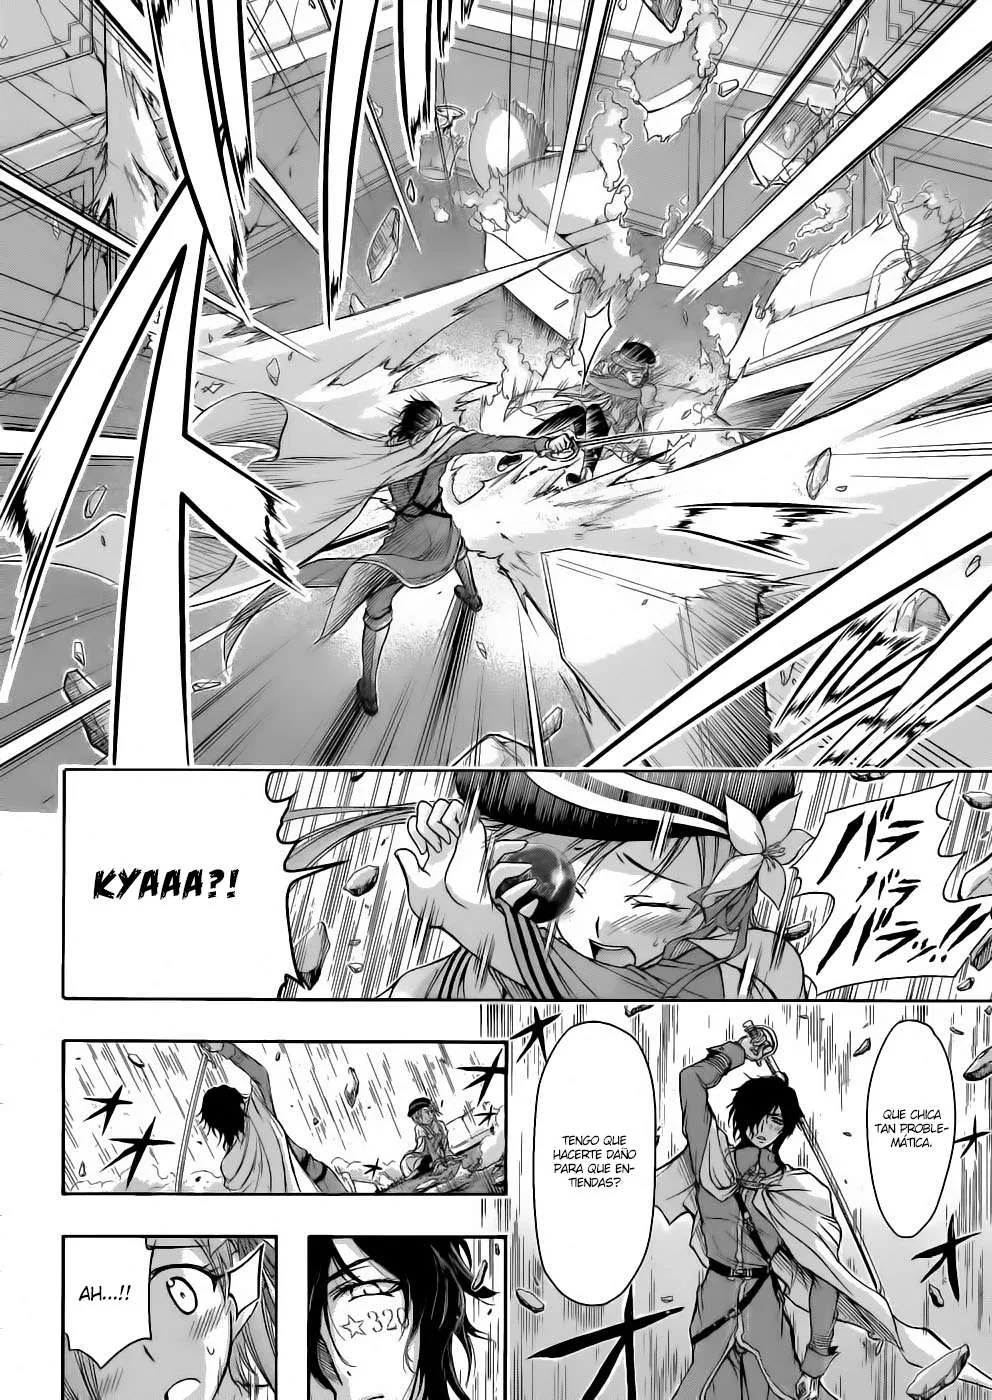 KYAAA?!
バラ
バラ
バラッ!!
QUE CHICA
TAN PROBLE-
MÁTICA.
TENGO QUE
HACERTE DAÑO
PARA QUE EN-
TIENDAS?
AH...!!
☆320